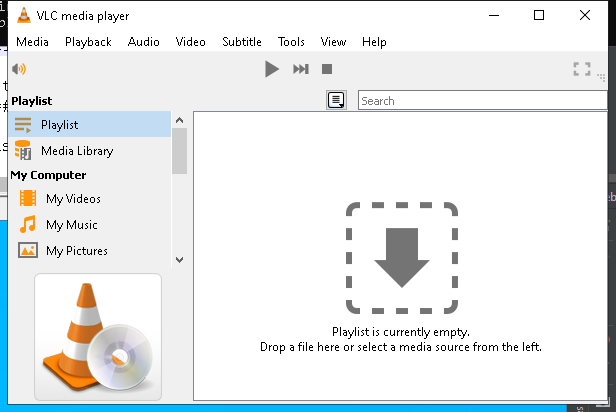 VLC media player
Media Playback Audio Video Subtitle Tools View Help
Playlist
Search
Playlist
Media Library
My Computer
My Videos
My Music
My Pictures
Playlist is currently empty.
Drop a file here or select a media source from the left.